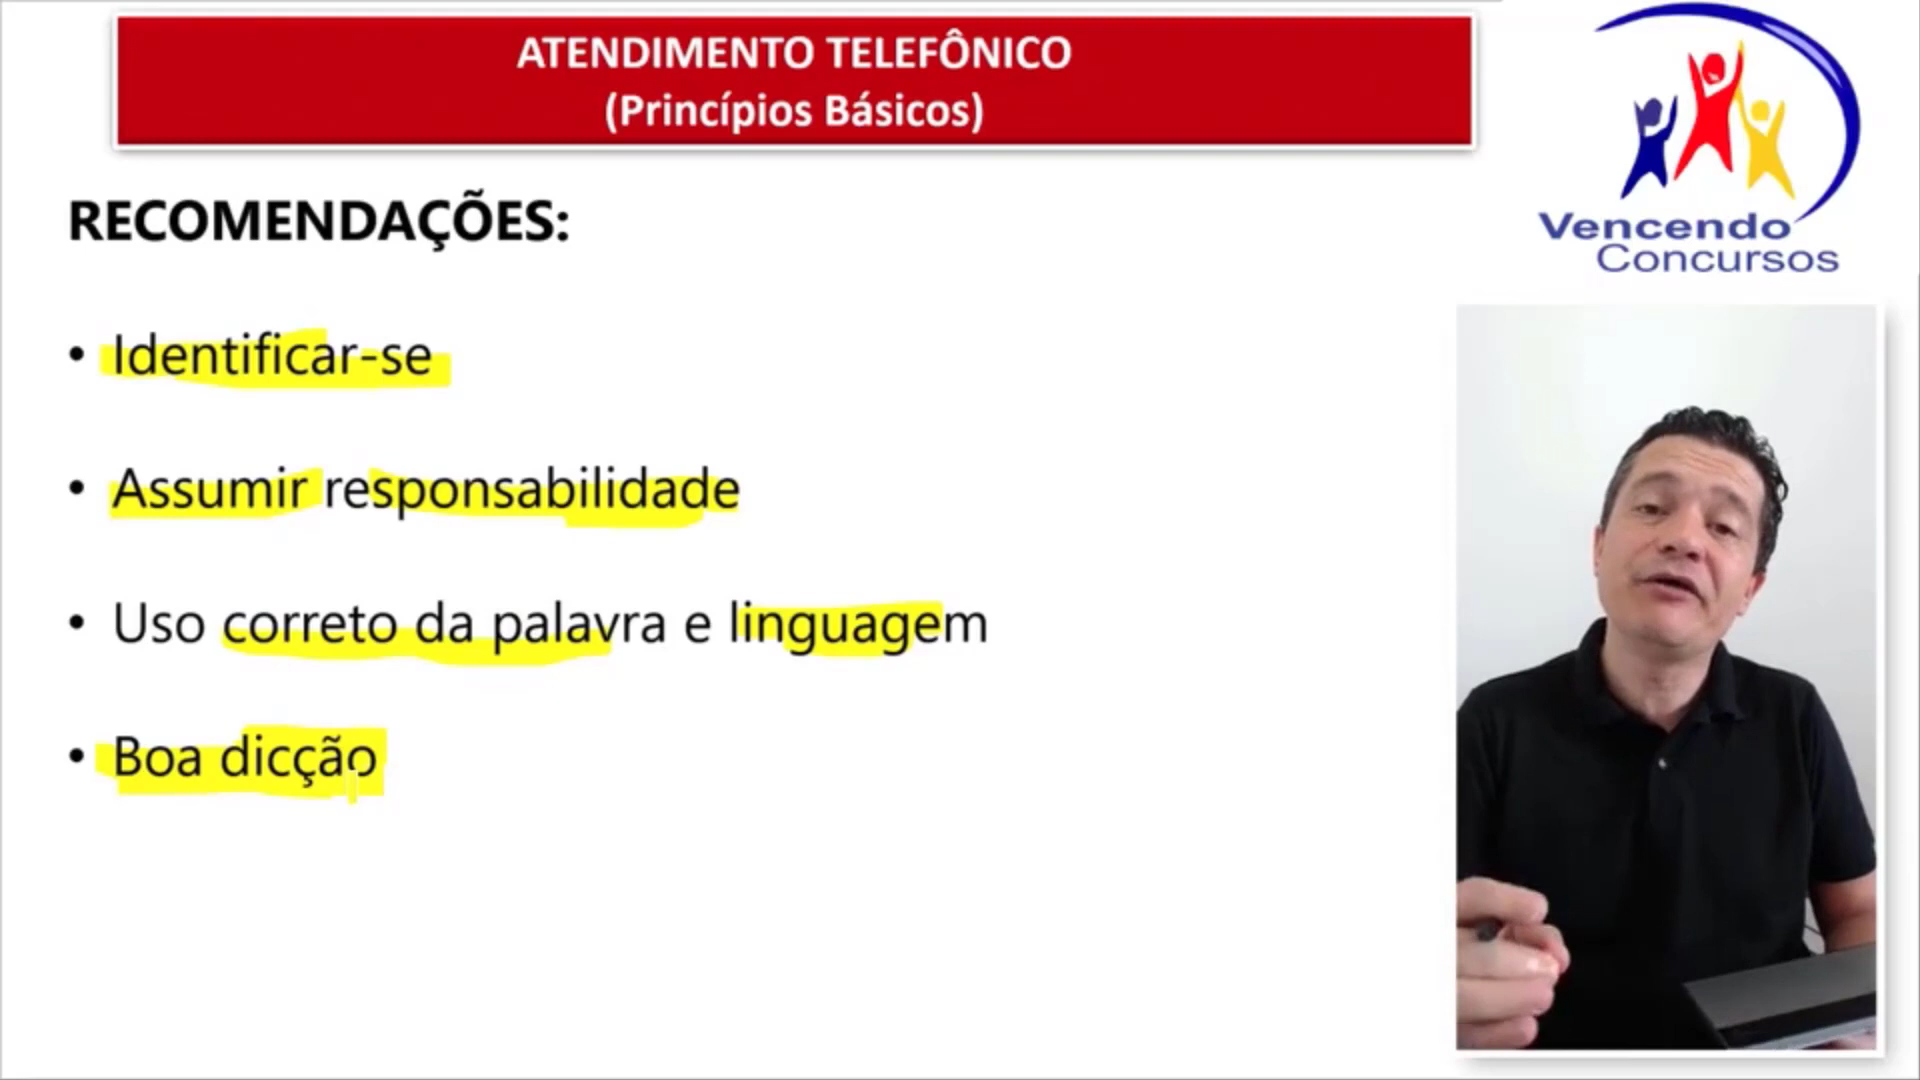 ATENDIMENTO TELEFÔNICO
(Princípios Básicos)
Vencendo
Concursos
RECOMENDAÇÕES:
• Identificar-se
• Assumir responsabilidade
• Uso correto da palavra e linguagem
• Boa dicção